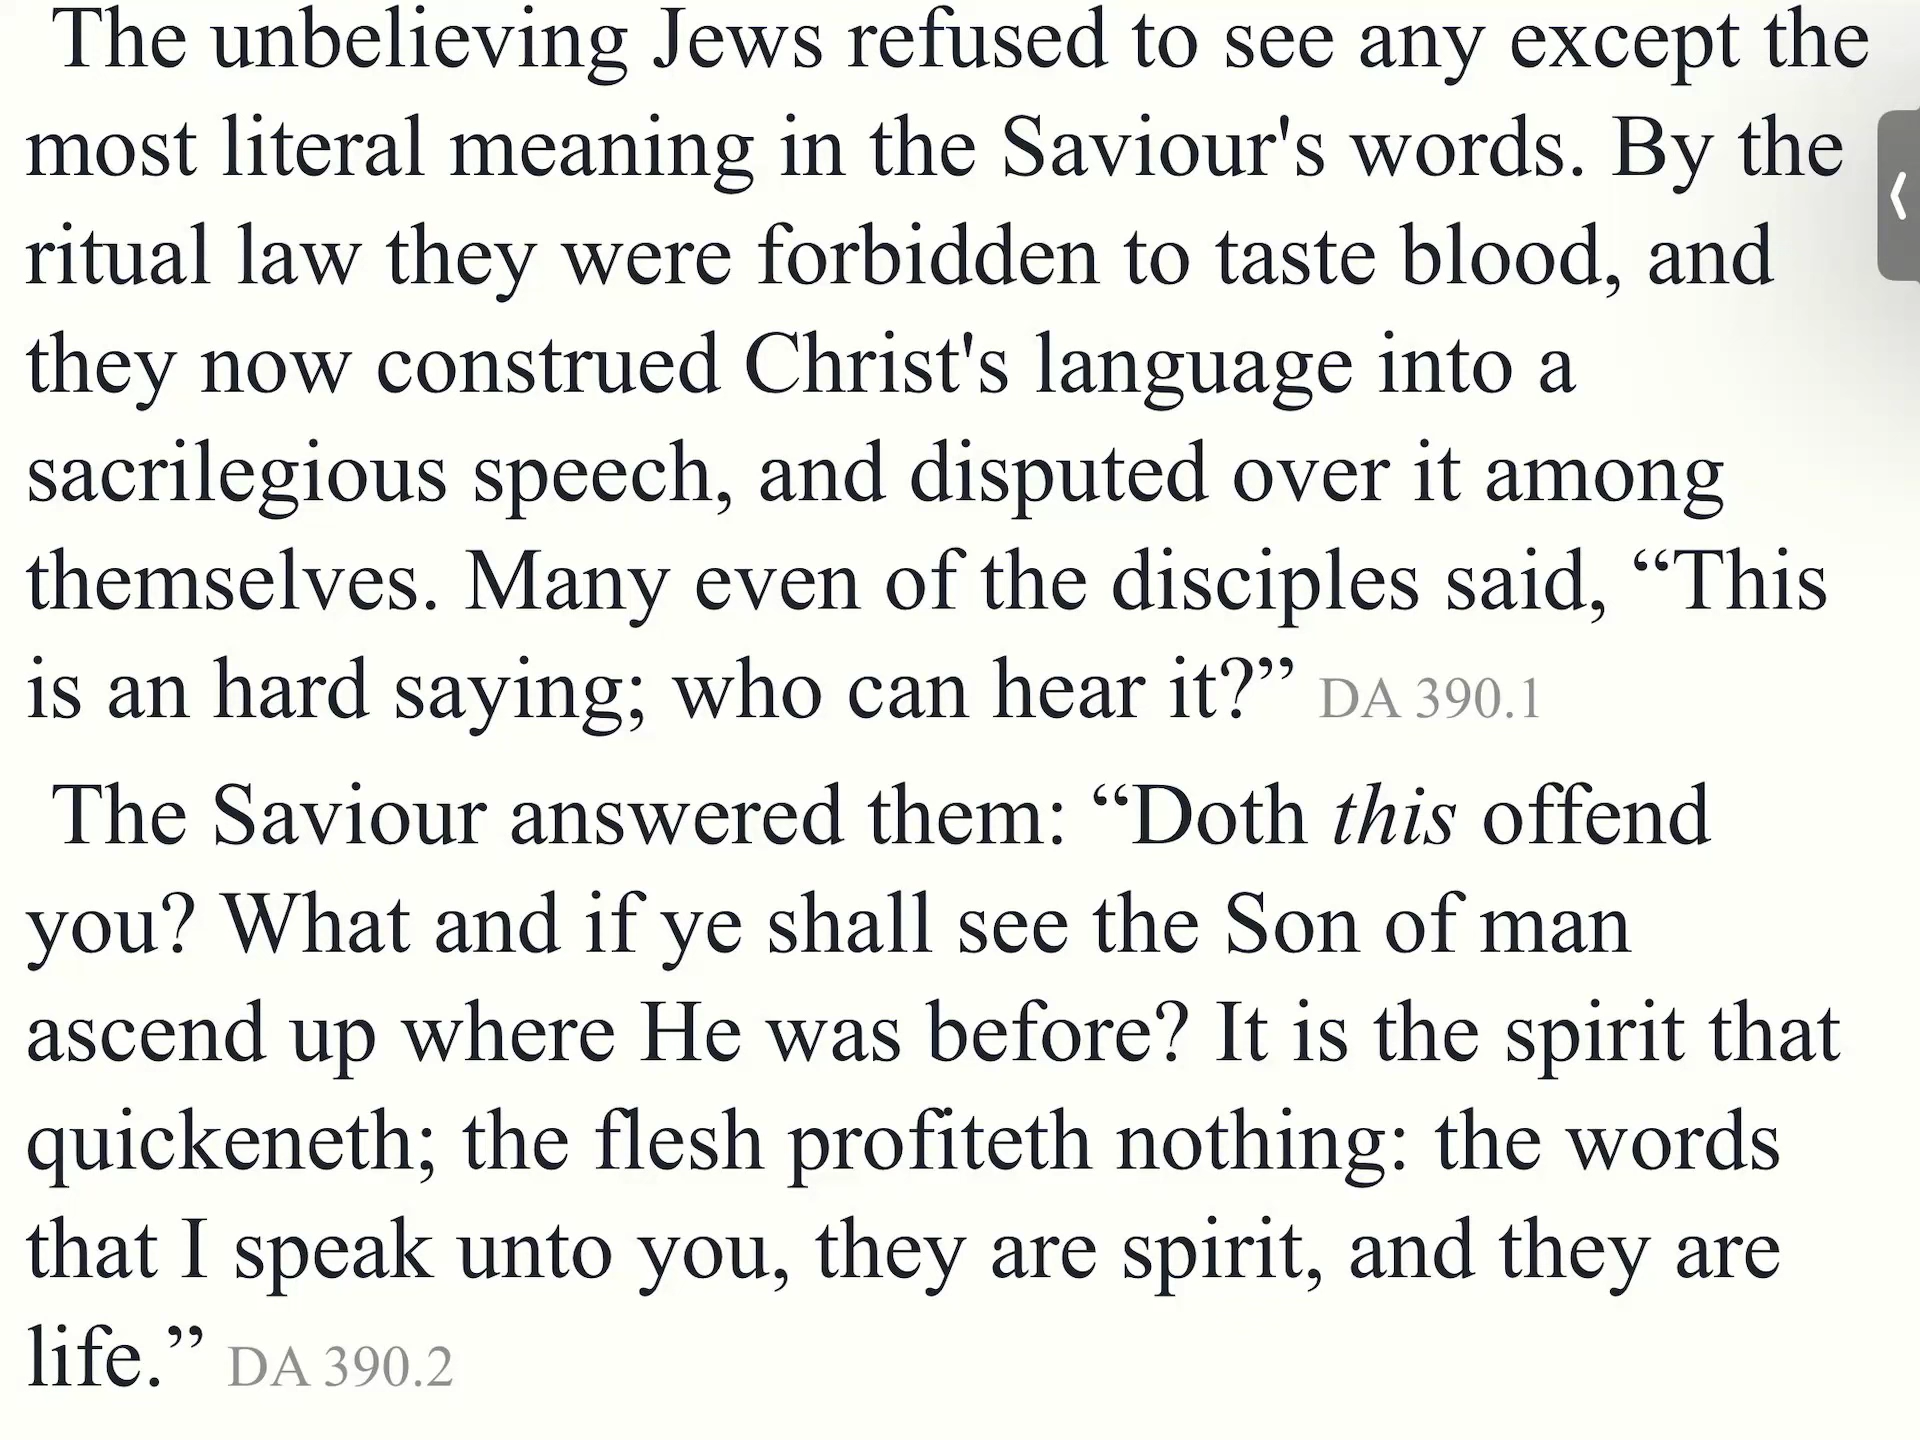 The unbelieving Jews refused to see any except the
most literal meaning in the Saviour's words. By the
ritual law they were forbidden to taste blood, and
they now construed Christ's language into a
sacrilegious speech, and disputed over it among
themselves. Many even of the disciples said, “This
is an hard saying; who can hear it?” DA 390.1
The Saviour answered them: “Doth this offend
you? What and if ye shall see the Son of man
ascend up where He was before? It is the spirit that
quickeneth; the flesh profiteth nothing: the words
that I speak unto you, they are spirit, and they are
life.” DA 390.2